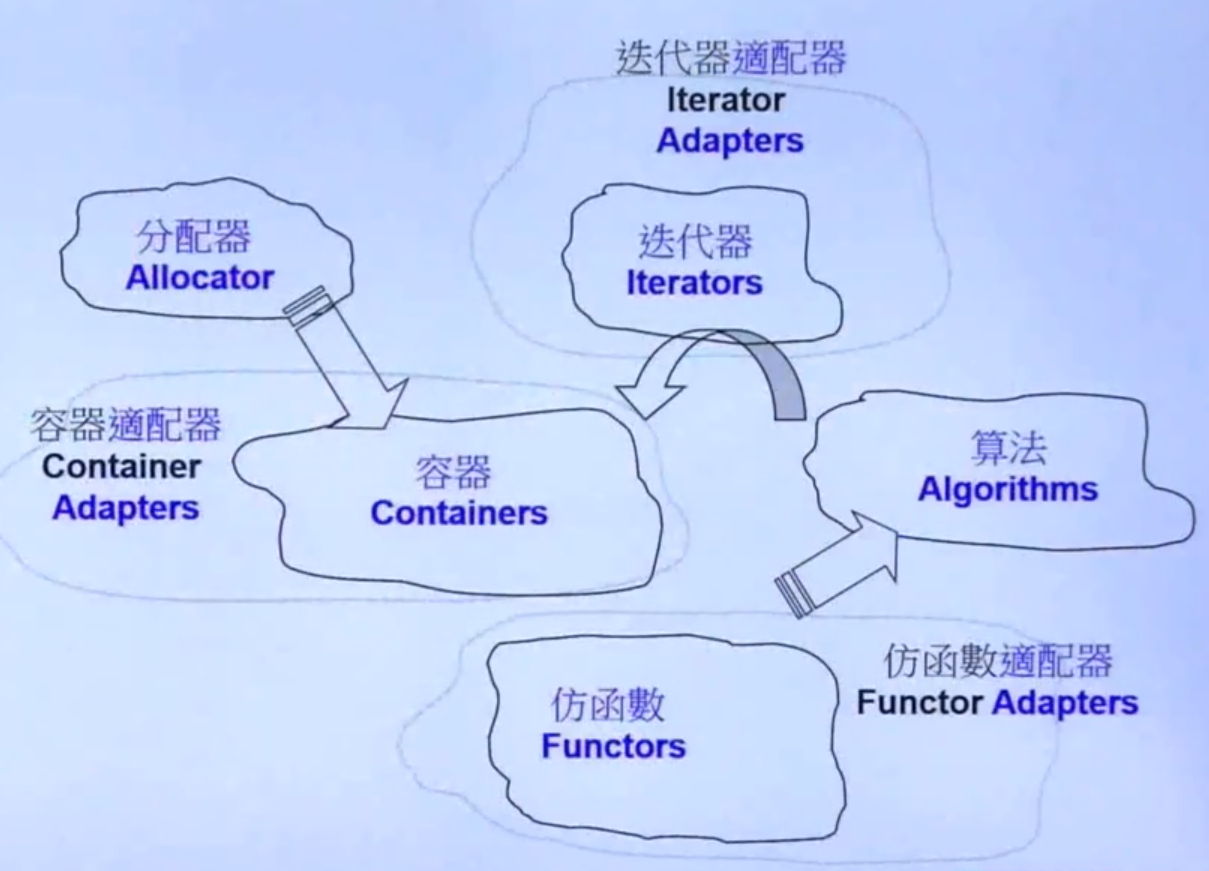 迭代器適配器
Iterator
Adapters
分配器
Allocator
迭代器
Iterators
容器適配器
Container
Adapters
容器
Containers
算法
Algorithms
仿函數
Functors
仿函數適配器
Functor Adapters